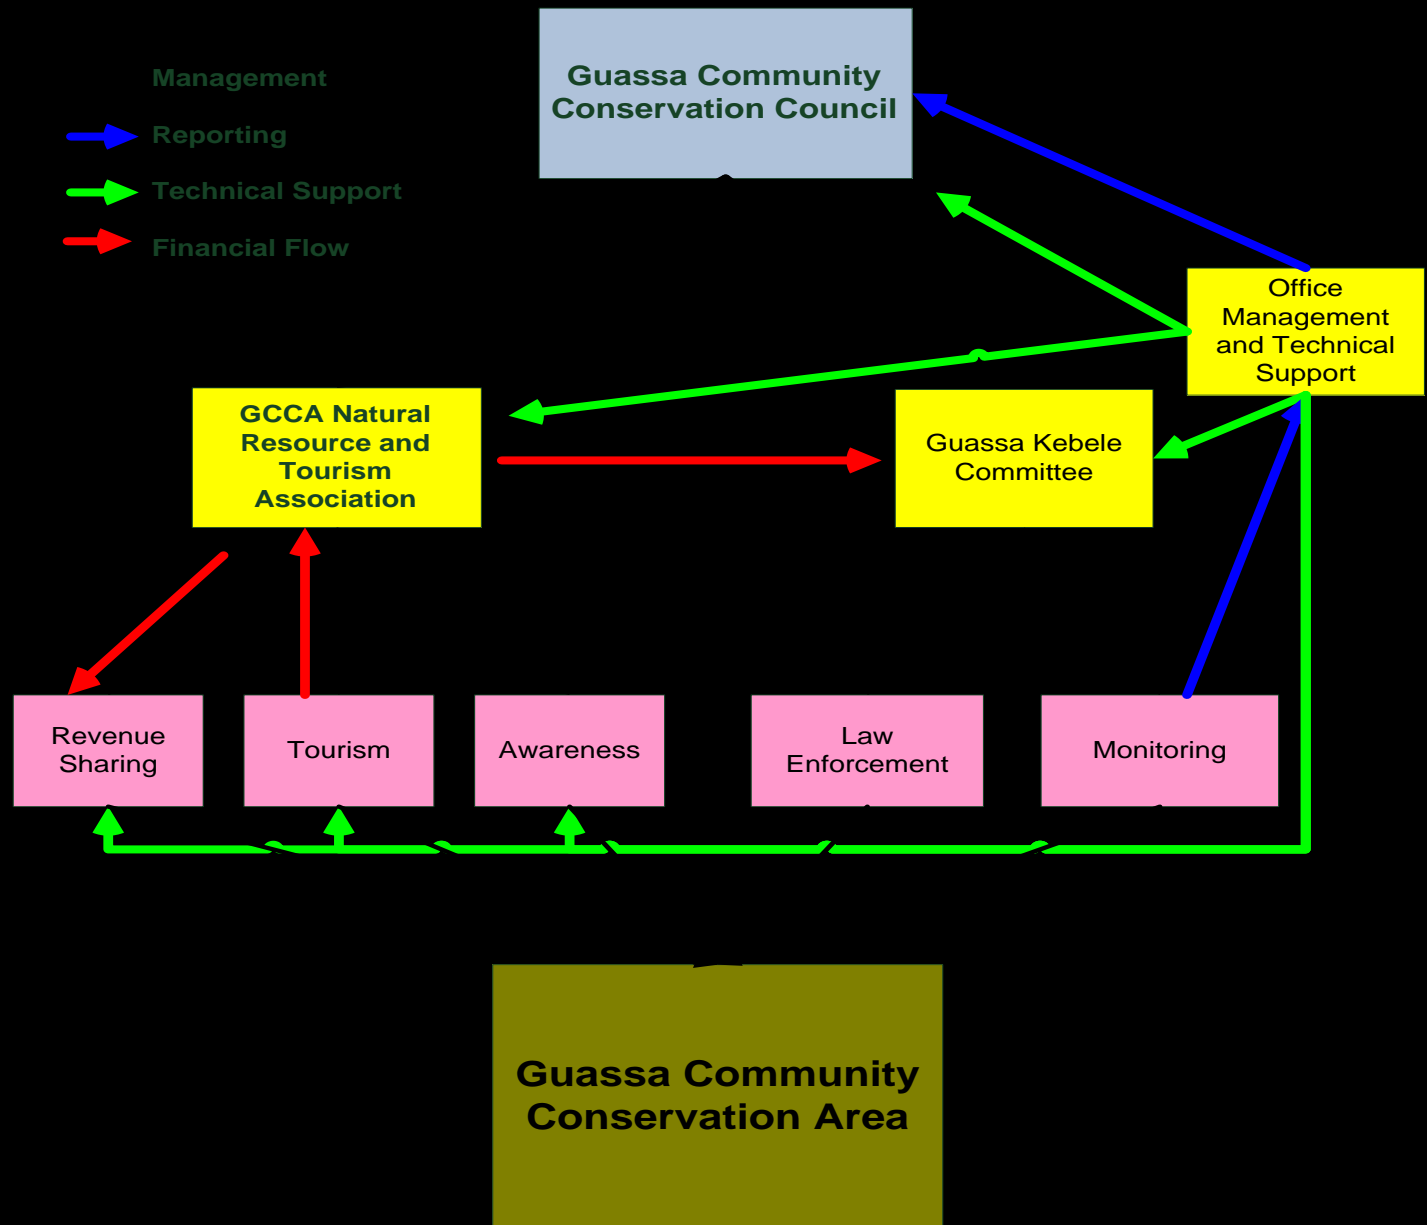 Management
Reporting
Technical Support
Financial Flow
Guassa Community
Conservation Council
Office
Management
and Technical
Support
GCCA Natural
Resource and
Tourism
Association
Guassa Kebele
Committee
Revenue
Sharing
Tourism
Awareness
Law
Enforcement
Monitoring
Guassa Community
Conservation Area